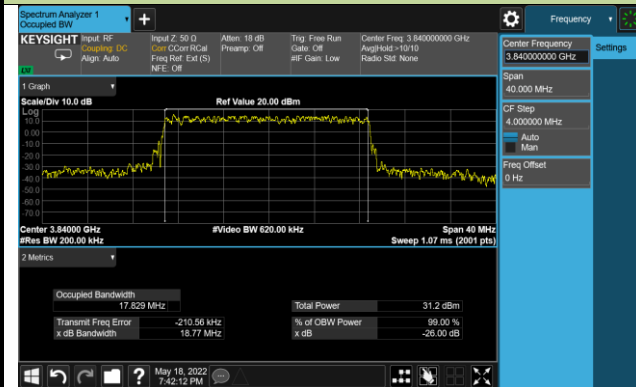 Spectrum Analyzer 1
Occupied BW
+
Frequency
KEYSIGHT
Input: RF
Coupling: DC
Align: Auto
Input Z: 50 Ω
Corr CCorr RCal
Freq Ref: Ext (S)
NFE: Off
Atten: 18 dB
Preamp: Off
Trig: Free Run
Gate: Off
#IF Gain: Low
Center Freq: 3.840000000 GHz
Avg|Hold:>10/10
Radio Std: None
Center Frequency
3.840000000 GHz
Settings
Span
40.000 MHz
CF Step
4.000000 MHz
Auto
Man
Freq Offset
0 Hz
1 Graph
Scale/Div 10.0 dB
Ref Value 20.00 dBm
Log
10.0
0.00
-10.0
-20.0
-30.0
-40.0
-50.0
-60.0
-70.0
Center 3.84000 GHz
#Video BW 620.00 kHz
Span 40 MHz
#Res BW 200.00 kHz
Sweep 1.07 ms (2001 pts)
2 Metrics
Occupied Bandwidth
17.829 MHz
Total Power 31.2 dBm
Transmit Freq Error -210.56 kHz
% of OBW Power 99.00 %
x dB Bandwidth 18.77 MHz
x dB -26.00 dB
?
May 18, 2022
7:42:12 PM